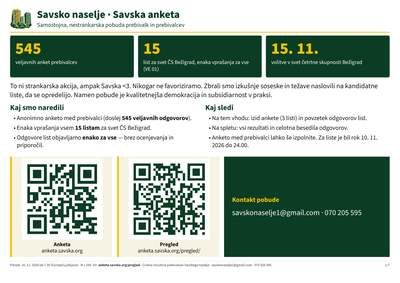 Savsko naselje · Savska anketa
Samostojna, nestrankarska pobuda prebivalk in prebivalcev
545
veljavnih anket prebivalcev
15
list za svet ČS Bežigrad, enaka vprašanja za vse
(VE 01)
15. 11.
volitve v svet četrtne skupnosti Bežigrad
To ni strankarska akcija, ampak Savska <3. Nikogar ne favoriziramo. Zbrali smo izkušnje soseske in težave naslovili na kandidatne
liste, da se opredelijo. Namen pobude je kvalitetnejša demokracija in subsidiarnost v praksi.
Kaj smo naredili
• Anonimno anketo med prebivalci (doslej 545 veljavnih odgovorov).
• Enaka vprašanja vsem 15 listam za svet ČS Bežigrad.
• Odgovore list objavljamo enako za vse — brez ocenjevanja in
priporočil.
Kaj sledi
• Na tem vhodu: izid ankete (3 listi) in povzetek odgovorov list.
• Na spletu: vsi rezultati in celotna besedila odgovorov.
• Anketo med prebivalci lahko še izpolnite. Za liste je bil rok 10. 11.
2026 do 24.00.
Anketa
anketa.savska.org
Pregled
anketa.savska.org/pregled/
Kontakt pobude
savskonaselje1@gmail.com · 070 205 595